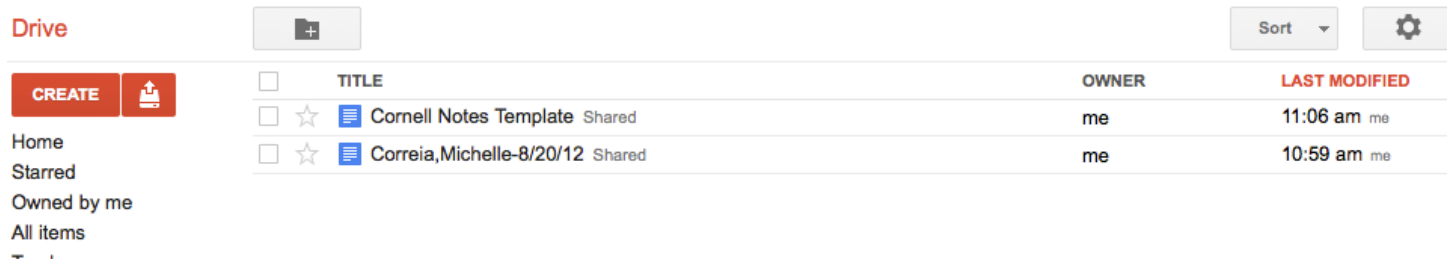 Drive
Sort
CREATE
TITLE OWNER LAST MODIFIED
Cornell Notes Template Shared me 11:06 am me
Correia,Michelle-8/20/12 Shared me 10:59 am me
Home
Starred
Owned by me
All items